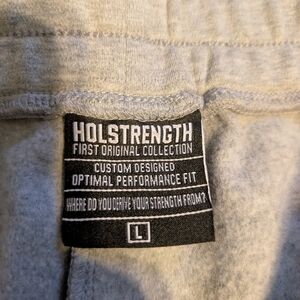 HOLSTRENGTH
FIRST ORIGINAL COLLECTION
CUSTOM DESIGNED
OPTIMAL PERFORMANCE FIT
WHERE DO YOU DERIVE YOUR STRENGTH FROM?
L